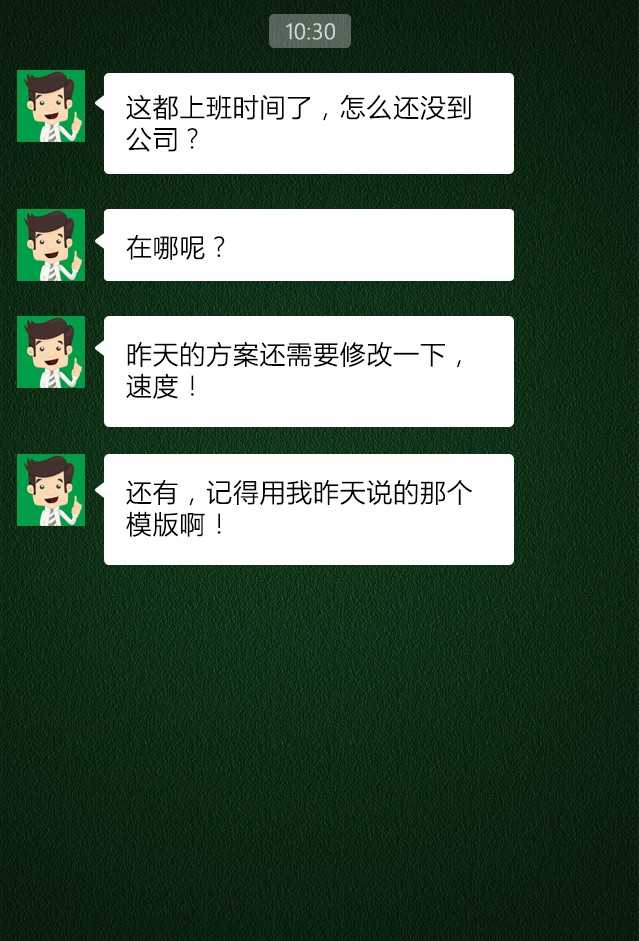 10:30
这都上班时间了，怎么还没到
公司？
在哪呢？
昨天的方案还需要修改一下，
速度！
还有，记得用我昨天说的那个
模版啊！